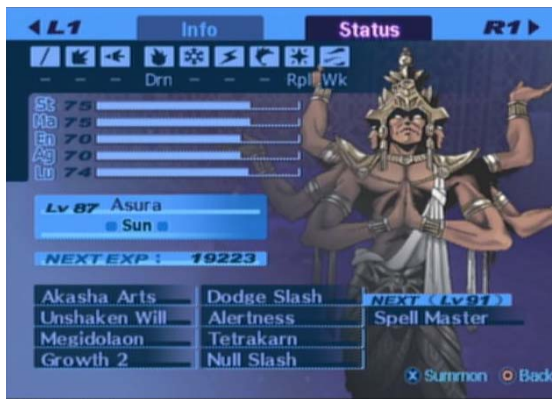 L1 Info Status R1
- - - Drn - - - Rpl Wk
St 75
Ma 75
En 70
Ag 70
Lu 74
Lv 87 Asura
Sun
NEXT EXP : 19223
Akasha Arts Dodge Slash NEXT (Lv91)
Unshaken Will Alertness Spell Master
Megidolaon Tetrakarn
Growth 2 Null Slash
Summon Back